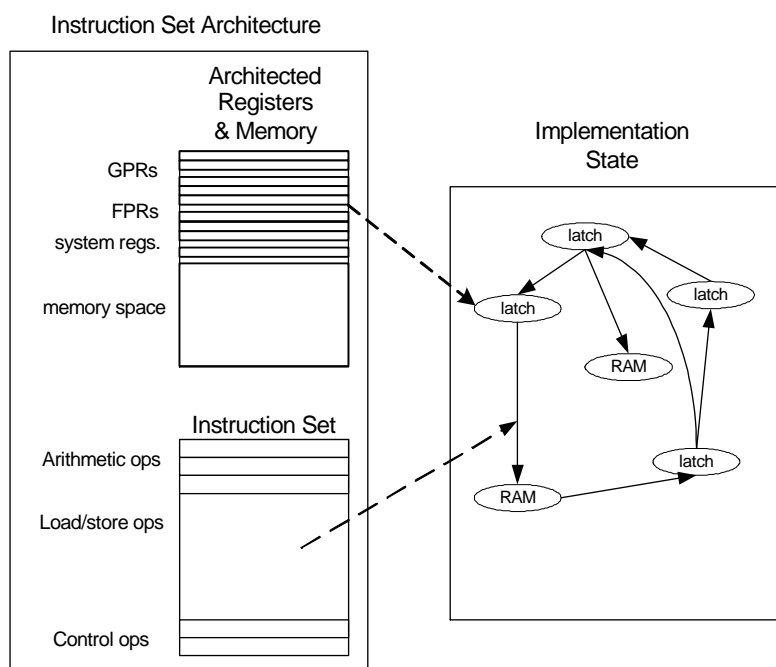 Instruction Set Architecture
Architected
Registers
& Memory
GPRs
FPRs
system regs.
memory space
Instruction Set
Arithmetic ops
Load/store ops
Control ops
Implementation
State
latch
latch
latch
RAM
latch
RAM